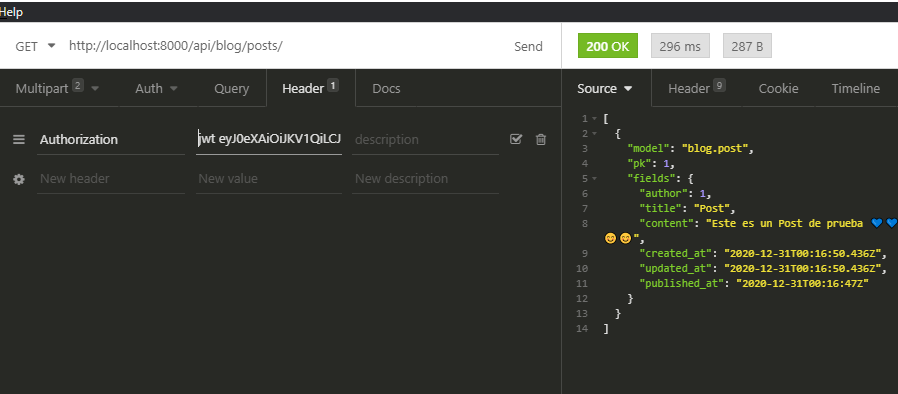 Help
GET http://localhost:8000/api/blog/posts/ Send 200 OK 296 ms 287 B
Multipart 2 Auth Query Header 1 Docs Source Header 9 Cookie Timeline
Authorization jwt eyJ0eXAiOiJKV1QiLCJ description
New header New value New description
1 [
2 {
3 "model": "blog.post",
4 "pk": 1,
5 "fields": {
6 "author": 1,
7 "title": "Post",
8 "content": "Este es un Post de prueba 💙💙
😊😊",
9 "created_at": "2020-12-31T00:16:50.436Z",
10 "updated_at": "2020-12-31T00:16:50.436Z",
11 "published_at": "2020-12-31T00:16:47Z"
12 }
13 }
14 ]